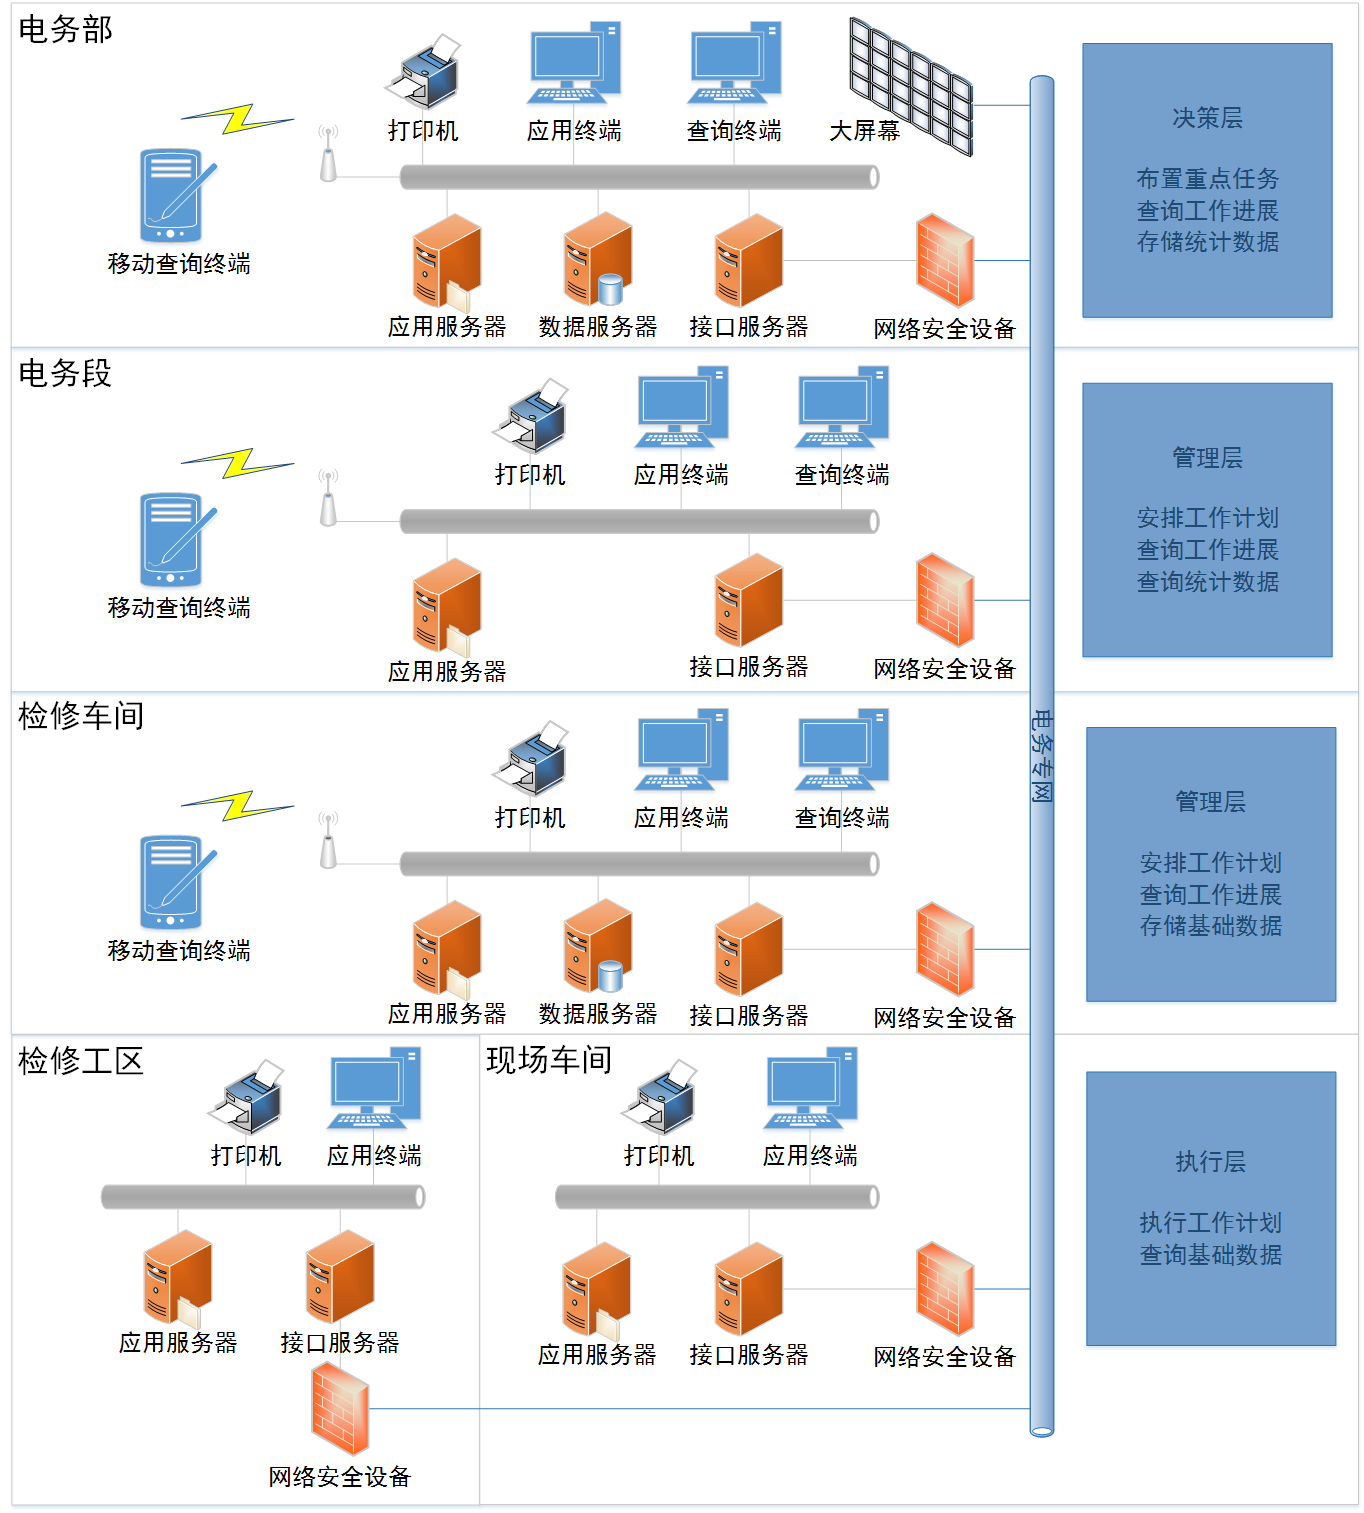 电务部
打印机
应用终端
查询终端
大屏幕
移动查询终端
应用服务器
数据服务器
接口服务器
网络安全设备
决策层
布置重点任务
查询工作进展
存储统计数据
电务段
打印机
应用终端
查询终端
移动查询终端
应用服务器
接口服务器
网络安全设备
管理层
安排工作计划
查询工作进展
查询统计数据
电务专网
检修车间
打印机
应用终端
查询终端
移动查询终端
应用服务器
数据服务器
接口服务器
网络安全设备
管理层
安排工作计划
查询工作进展
存储基础数据
检修工区
打印机
应用终端
应用服务器
接口服务器
网络安全设备
现场车间
打印机
应用终端
应用服务器
接口服务器
网络安全设备
执行层
执行工作计划
查询基础数据